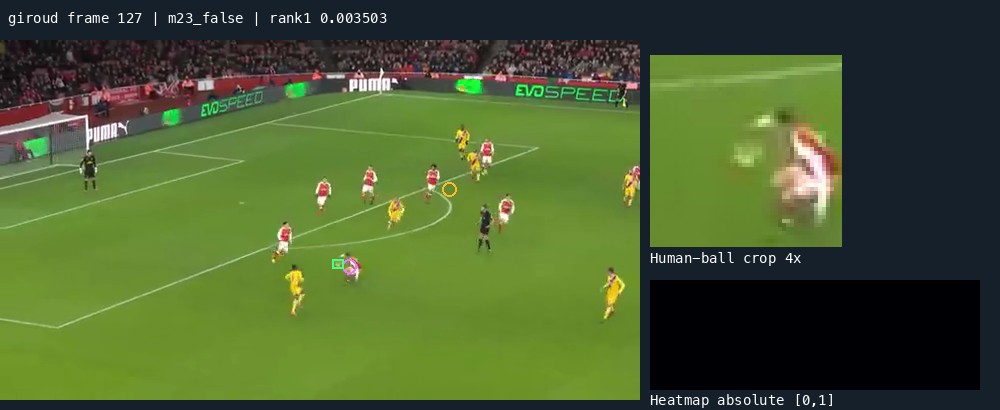 giroud frame 127 | m23_false | rank1 0.003503
PUMA
EVOSPEED
EVOSPEED
PUMA
Human-ball crop 4x
Heatmap absolute [0,1]